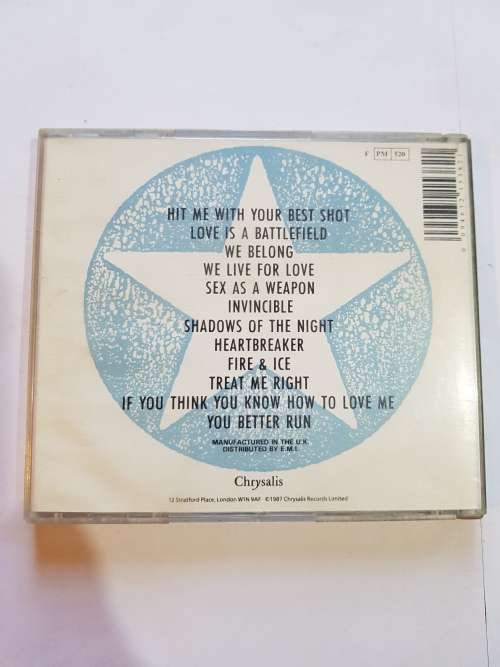 F PM 520
HIT ME WITH YOUR BEST SHOT
LOVE IS A BATTLEFIELD
WE BELONG
WE LIVE FOR LOVE
SEX AS A WEAPON
INVINCIBLE
SHADOWS OF THE NIGHT
HEARTBREAKER
FIRE & ICE
TREAT ME RIGHT
IF YOU THINK YOU KNOW HOW TO LOVE ME
YOU BETTER RUN
MANUFACTURED IN THE U.K.
DISTRIBUTED BY E.M.I.
Chrysalis
12 Stratford Place, London W1N 9AF ©1987 Chrysalis Records Limited